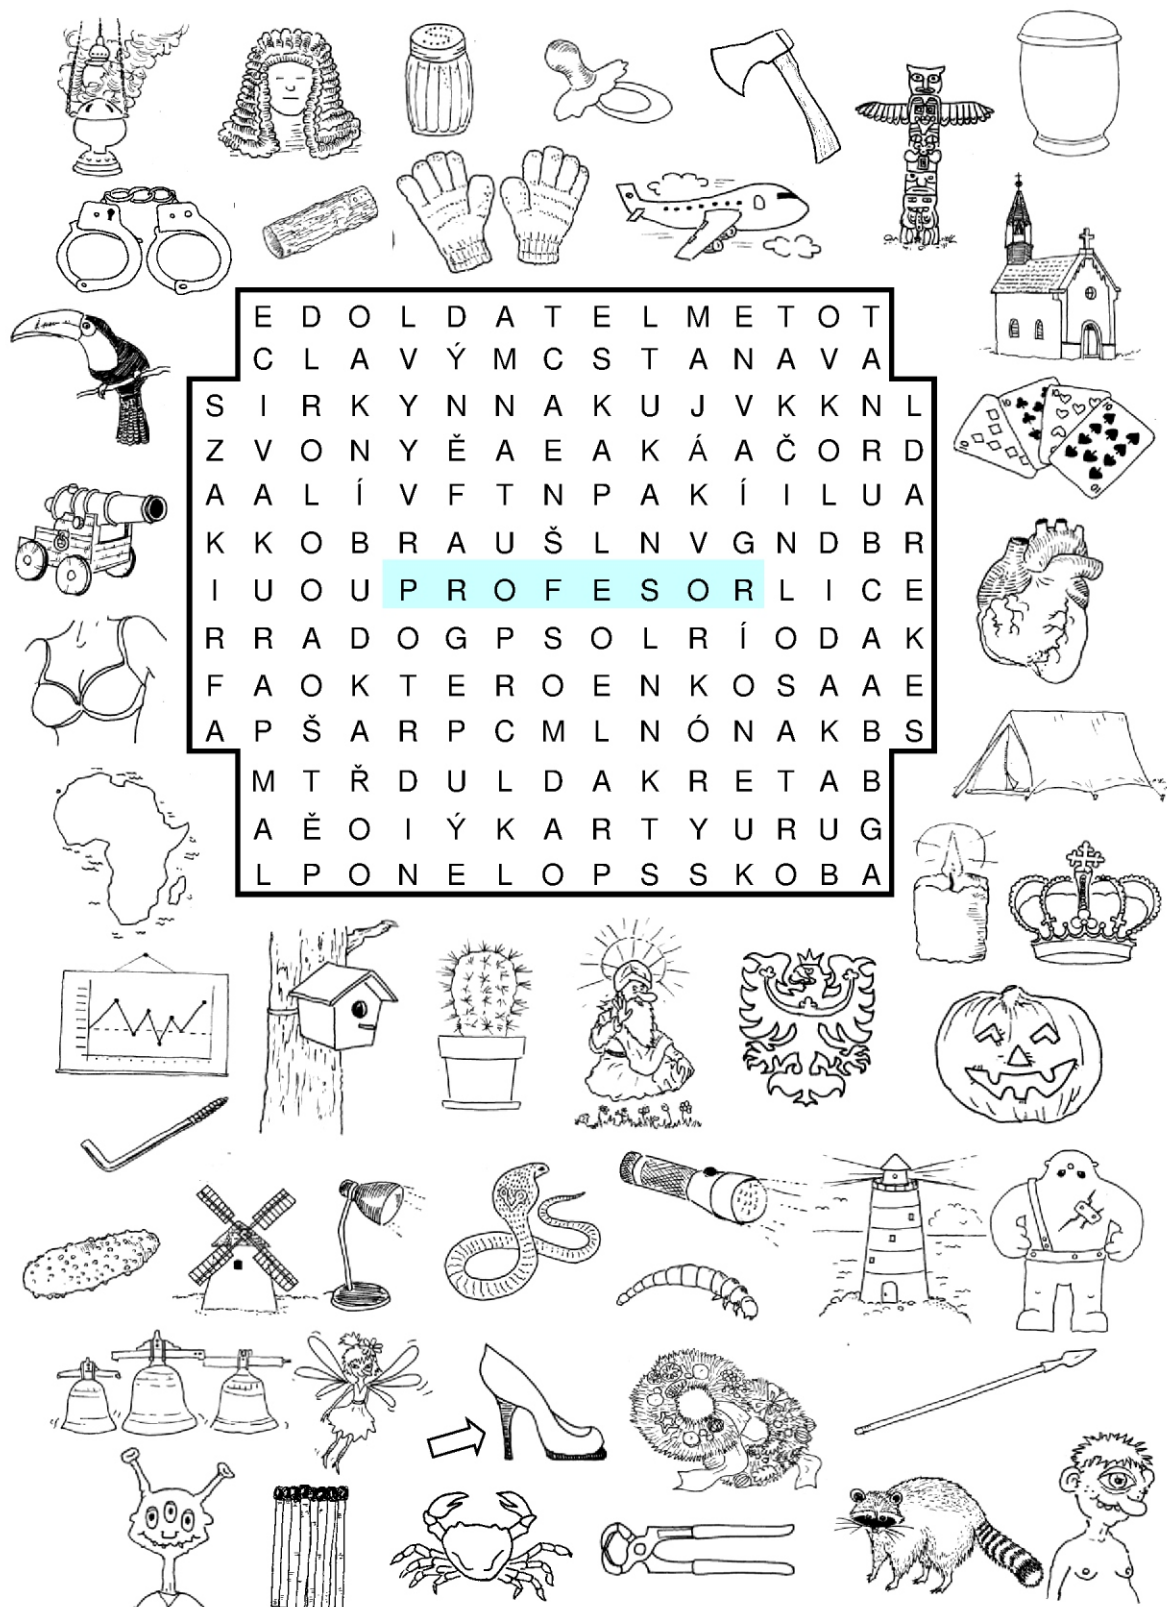 E D O L D A T E L M E T O T
C L A V Ý M C S T A N A V A
S I R K Y N N A K U J V K K N L
Z V O N Y Ě A E A K Á A Č O R D
A A L Í V F T N P A K Í I L U A
K K O B R A U Š L N V G N D B R
I U O U P R O F E S O R L I C E
R R A D O G P S O L R Í O D A K
F A O K T E R O E N K O S A A E
A P Š A R P C M L N Ó N A K B S
M T Ř D U L D A K R E T A B
A Ě O I Ý K A R T Y U R U G
L P O N E L O P S S K O B A